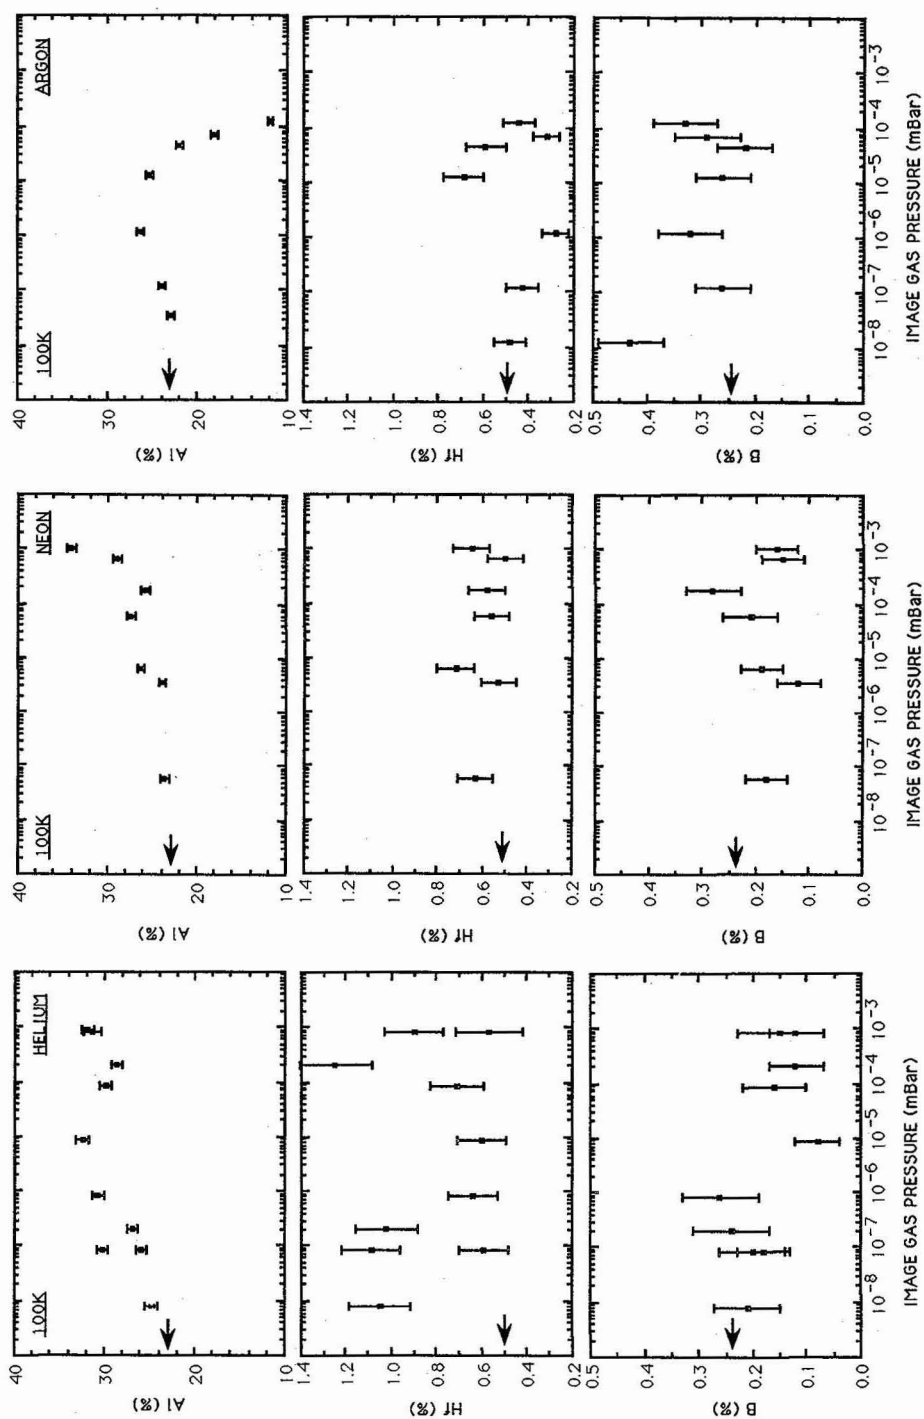 100K HELIUM
40
30
20
10
Al (%)
1.4
1.2
1.0
0.8
0.6
0.4
0.2
Hf (%)
0.5
0.4
0.3
0.2
0.1
0.0
B (%)
10⁻⁸ 10⁻⁷ 10⁻⁶ 10⁻⁵ 10⁻⁴ 10⁻³
IMAGE GAS PRESSURE (mBar)
100K NEON
40
30
20
10
Al (%)
1.4
1.2
1.0
0.8
0.6
0.4
0.2
Hf (%)
0.5
0.4
0.3
0.2
0.1
0.0
B (%)
10⁻⁸ 10⁻⁷ 10⁻⁶ 10⁻⁵ 10⁻⁴ 10⁻³
IMAGE GAS PRESSURE (mBar)
100K ARGON
40
30
20
10
Al (%)
1.4
1.2
1.0
0.8
0.6
0.4
0.2
Hf (%)
0.5
0.4
0.3
0.2
0.1
0.0
B (%)
10⁻⁸ 10⁻⁷ 10⁻⁶ 10⁻⁵ 10⁻⁴ 10⁻³
IMAGE GAS PRESSURE (mBar)